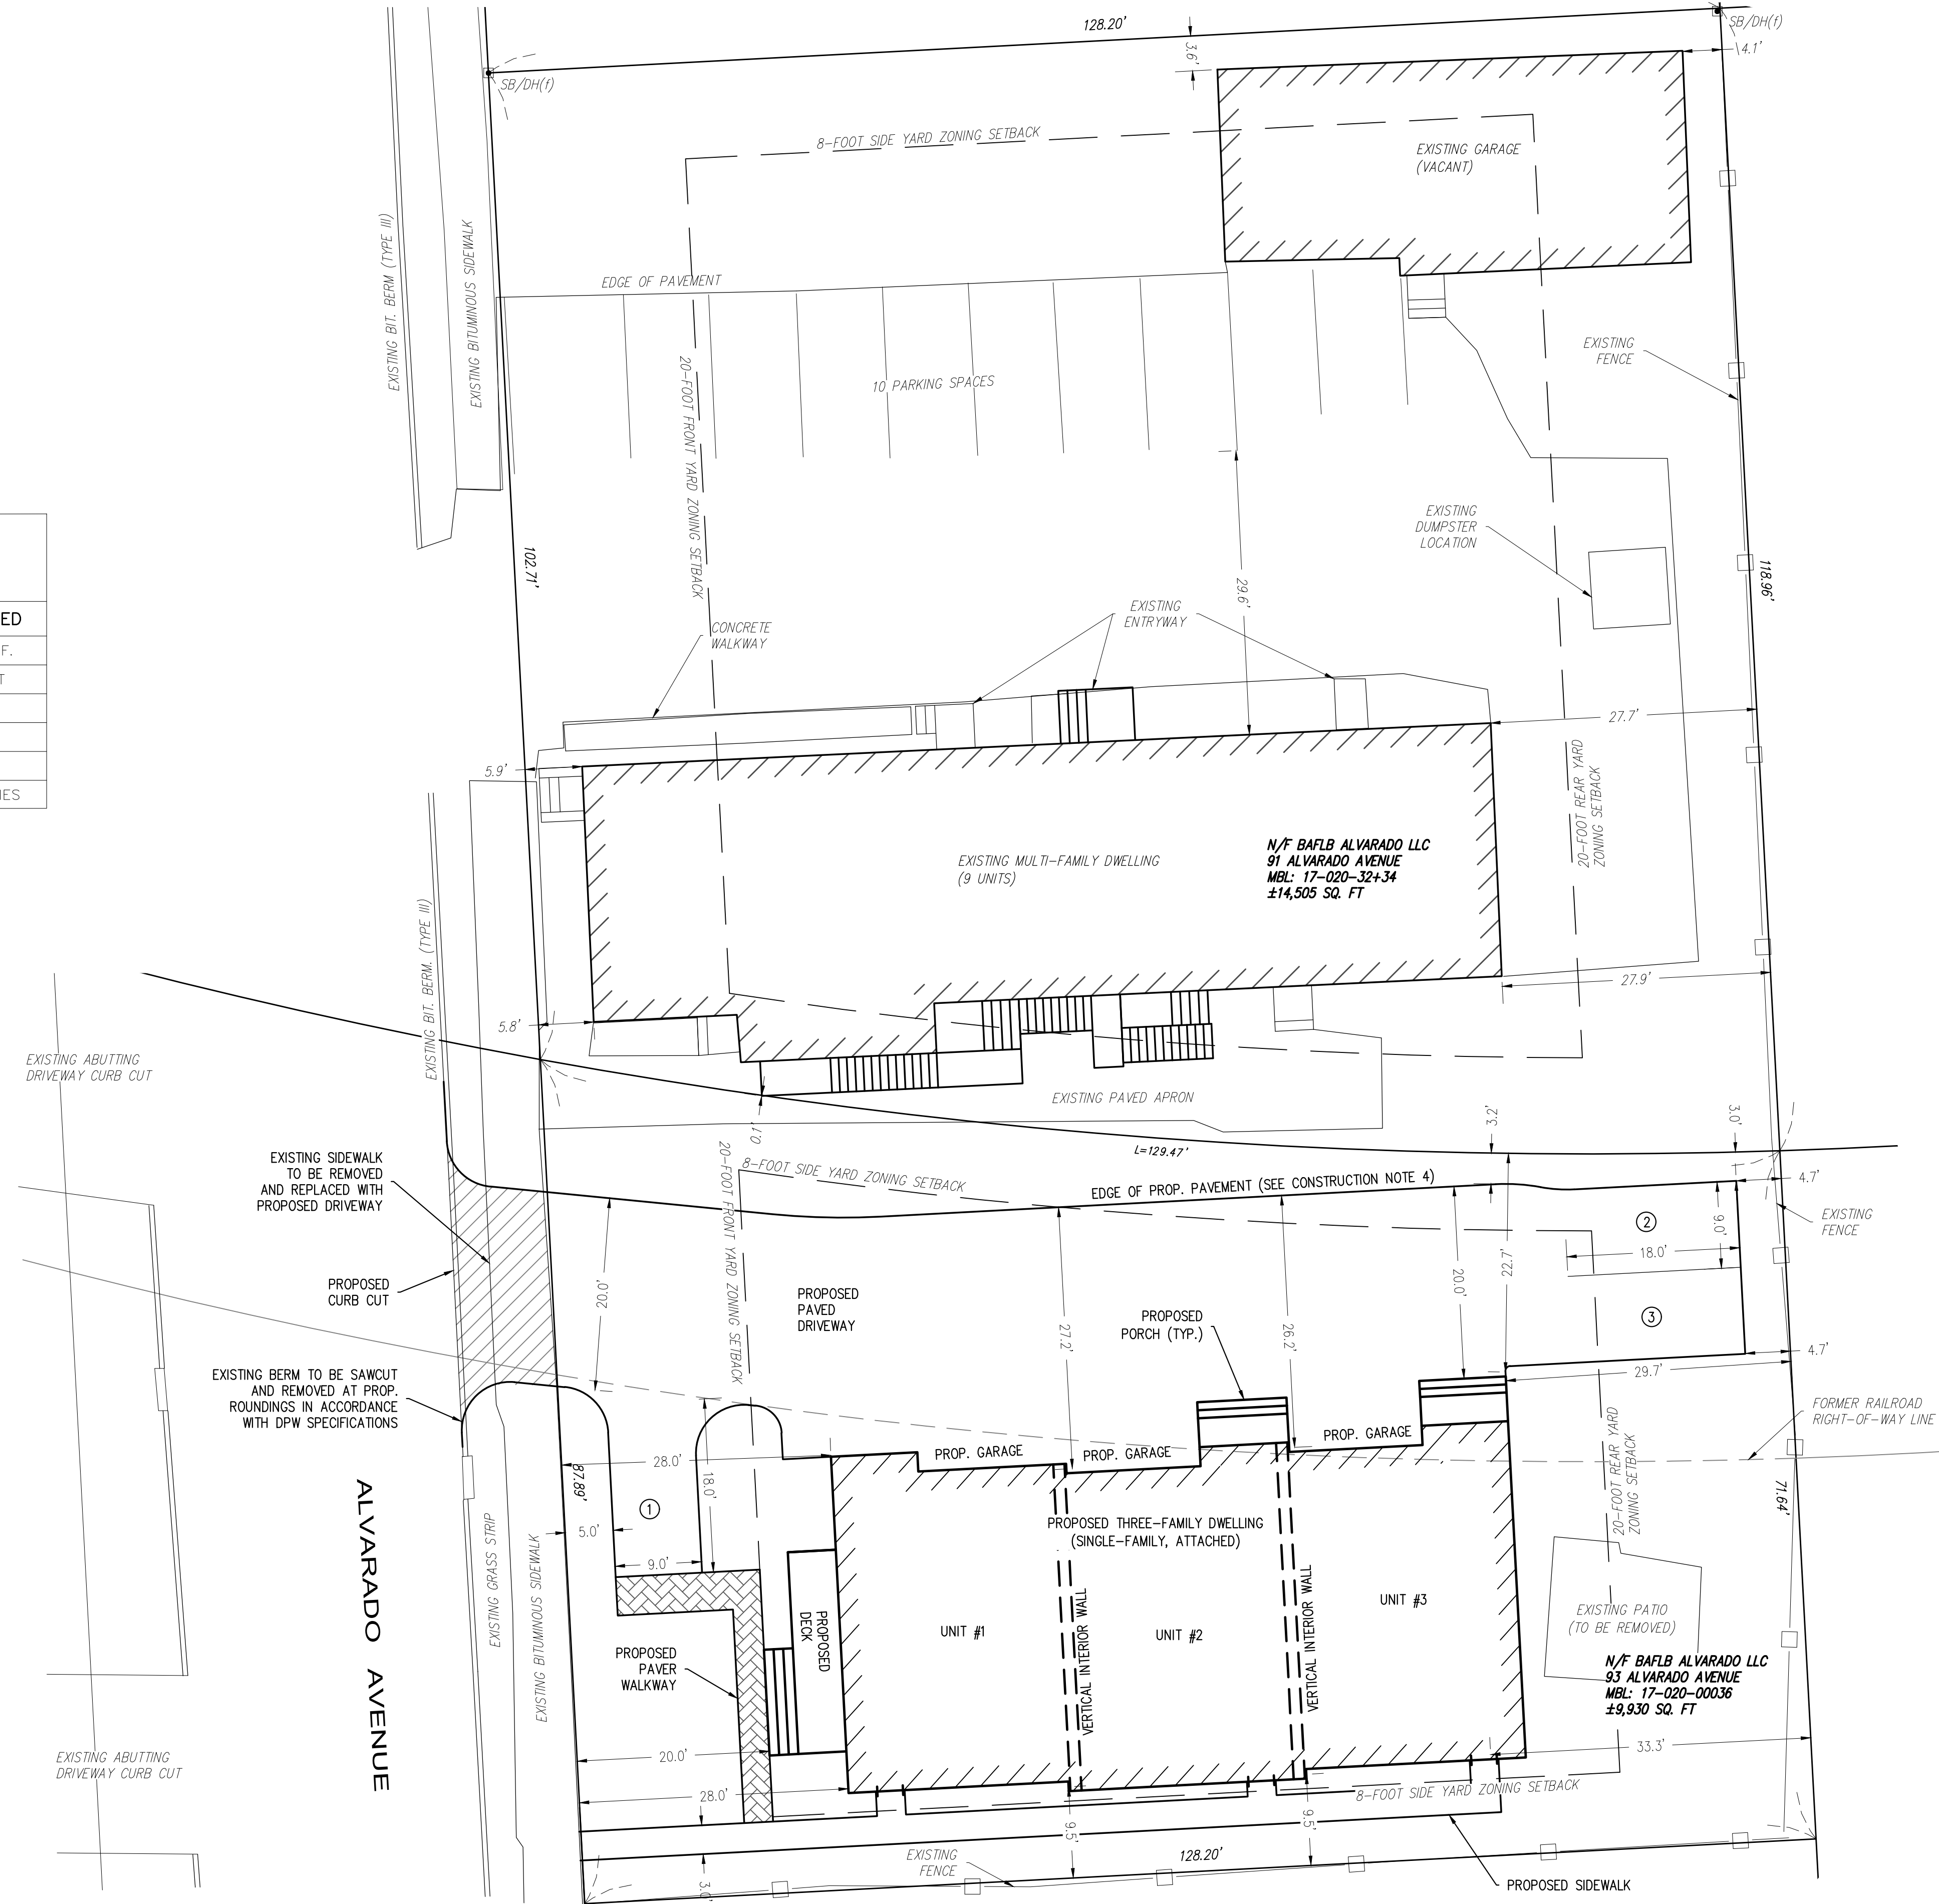 128.20'
SB/DH(f)
4.1'
3.6'
SB/DH(f)
8-FOOT SIDE YARD ZONING SETBACK
EXISTING GARAGE
(VACANT)
EXISTING BIT. BERM (TYPE III)
EXISTING BITUMINOUS SIDEWALK
EDGE OF PAVEMENT
EXISTING
FENCE
10 PARKING SPACES
20-FOOT FRONT YARD ZONING SETBACK
EXISTING
DUMPSTER
LOCATION
102.71'
118.96'
29.6'
ED
F.
T
IES
CONCRETE
WALKWAY
EXISTING
ENTRYWAY
27.7'
5.9'
20-FOOT REAR YARD
ZONING SETBACK
EXISTING MULTI-FAMILY DWELLING
(9 UNITS)
N/F BAFLB ALVARADO LLC
91 ALVARADO AVENUE
MBL: 17-020-32+34
±14,505 SQ. FT
EXISTING BIT. BERM. (TYPE III)
27.9'
5.8'
EXISTING ABUTTING
DRIVEWAY CURB CUT
EXISTING PAVED APRON
0.1'
3.2'
3.0'
L=129.47'
EXISTING SIDEWALK
TO BE REMOVED
AND REPLACED WITH
PROPOSED DRIVEWAY
8-FOOT SIDE YARD ZONING SETBACK
EDGE OF PROP. PAVEMENT (SEE CONSTRUCTION NOTE 4)
4.7'
20-FOOT FRONT YARD ZONING SETBACK
2
9.0'
18.0'
EXISTING
FENCE
PROPOSED
CURB CUT
20.0'
PROPOSED
PAVED
DRIVEWAY
27.2'
PROPOSED
PORCH (TYP.)
26.2'
20.0'
22.7'
3
4.7'
29.7'
EXISTING BERM TO BE SAWCUT
AND REMOVED AT PROP.
ROUNDINGS IN ACCORDANCE
WITH DPW SPECIFICATIONS
FORMER RAILROAD
RIGHT-OF-WAY LINE
PROP. GARAGE
PROP. GARAGE
PROP. GARAGE
28.0'
87.89'
18.0'
1
5.0'
9.0'
20-FOOT REAR YARD
ZONING SETBACK
71.64'
ALVARADO AVENUE
EXISTING GRASS STRIP
EXISTING BITUMINOUS SIDEWALK
PROPOSED THREE-FAMILY DWELLING
(SINGLE-FAMILY, ATTACHED)
PROPOSED
DECK
UNIT #1
VERTICAL INTERIOR WALL
UNIT #2
VERTICAL INTERIOR WALL
UNIT #3
EXISTING PATIO
(TO BE REMOVED)
PROPOSED
PAVER
WALKWAY
N/F BAFLB ALVARADO LLC
93 ALVARADO AVENUE
MBL: 17-020-00036
±9,930 SQ. FT
EXISTING ABUTTING
DRIVEWAY CURB CUT
20.0'
33.3'
28.0'
8-FOOT SIDE YARD ZONING SETBACK
9.5'
9.5'
3.0'
EXISTING
FENCE
128.20'
PROPOSED SIDEWALK